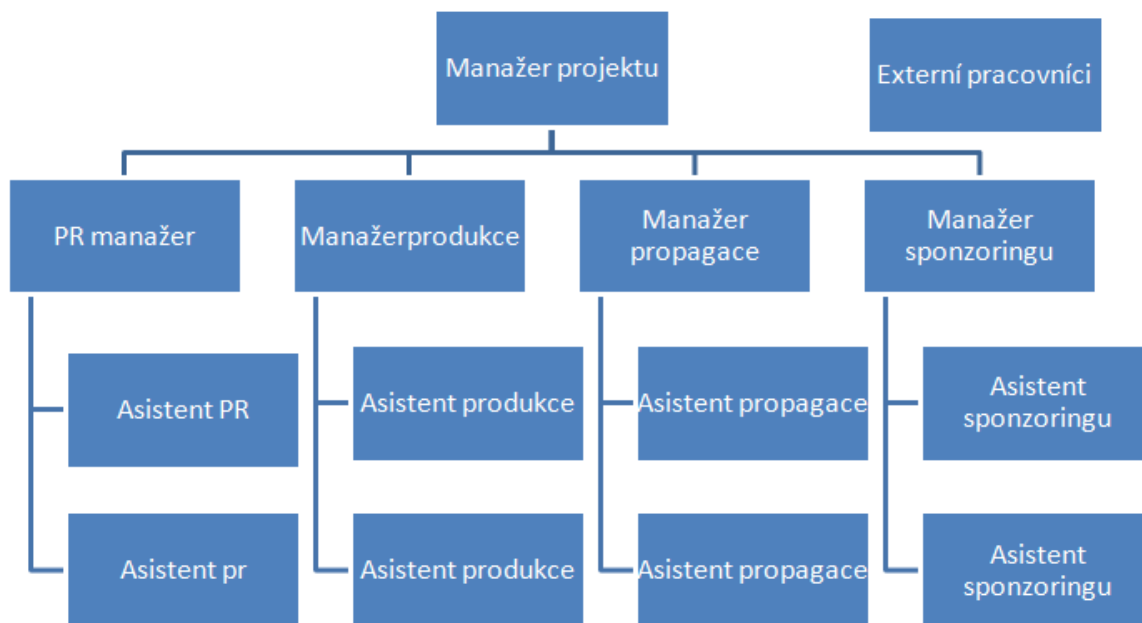 Manažer projektu
Externí pracovníci
PR manažer
Manažerprodukce
Manažer
propagace
Manažer
sponzoringu
Asistent PR
Asistent produkce
Asistent propagace
Asistent
sponzoringu
Asistent pr
Asistent produkce
Asistent propagace
Asistent
sponzoringu